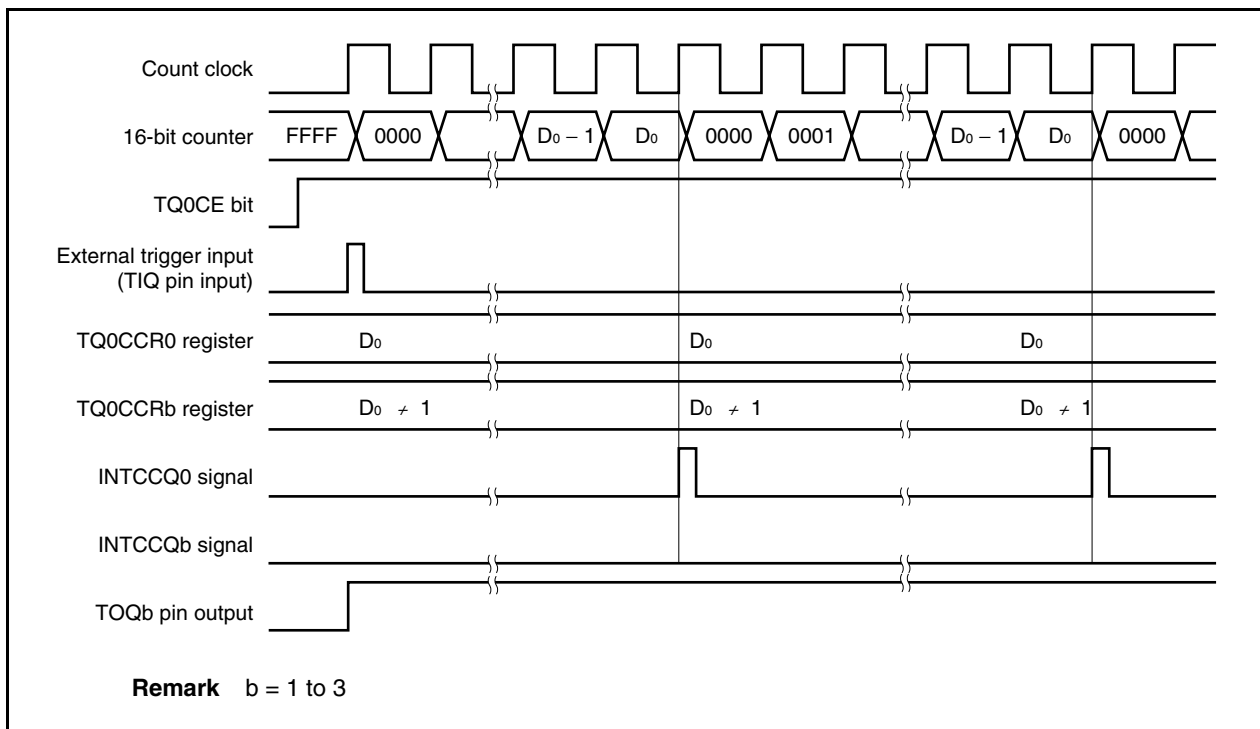 Count clock
16-bit counter FFFF 0000 D₀ − 1 D₀ 0000 0001 D₀ − 1 D₀ 0000
TQ0CE bit
External trigger input
(TIQ pin input)
TQ0CCR0 register D₀ D₀ D₀
TQ0CCRb register D₀ ≠ 1 D₀ ≠ 1 D₀ ≠ 1
INTCCQ0 signal
INTCCQb signal
TOQb pin output
Remark b = 1 to 3